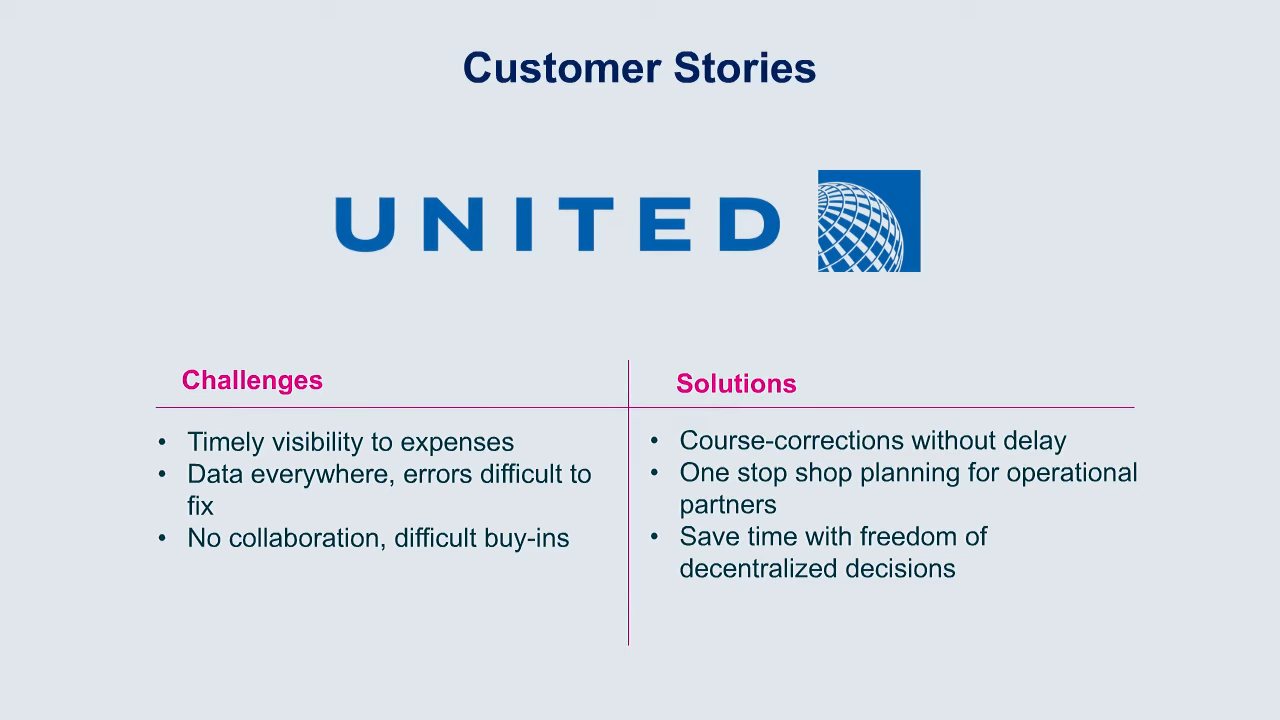 Customer Stories
UNITED
Challenges
• Timely visibility to expenses
• Data everywhere, errors difficult to
fix
• No collaboration, difficult buy-ins
Solutions
• Course-corrections without delay
• One stop shop planning for operational
partners
• Save time with freedom of
decentralized decisions